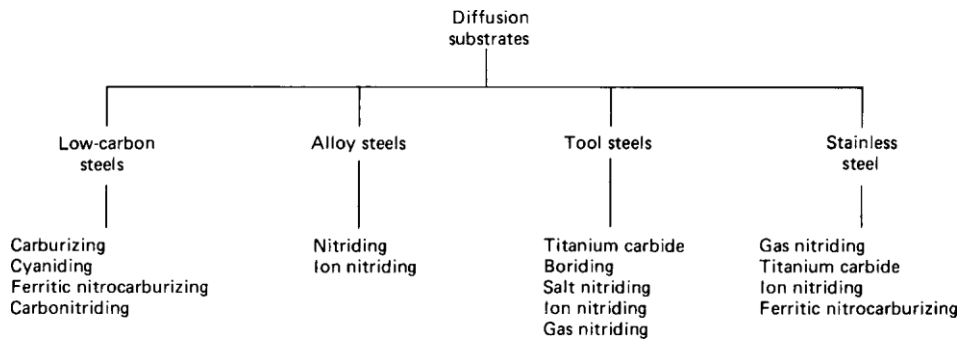 Diffusion
substrates
Low-carbon
steels
Alloy steels
Tool steels
Stainless
steel
Carburizing
Cyaniding
Ferritic nitrocarburizing
Carbonitriding
Nitriding
Ion nitriding
Titanium carbide
Boriding
Salt nitriding
Ion nitriding
Gas nitriding
Gas nitriding
Titanium carbide
Ion nitriding
Ferritic nitrocarburizing